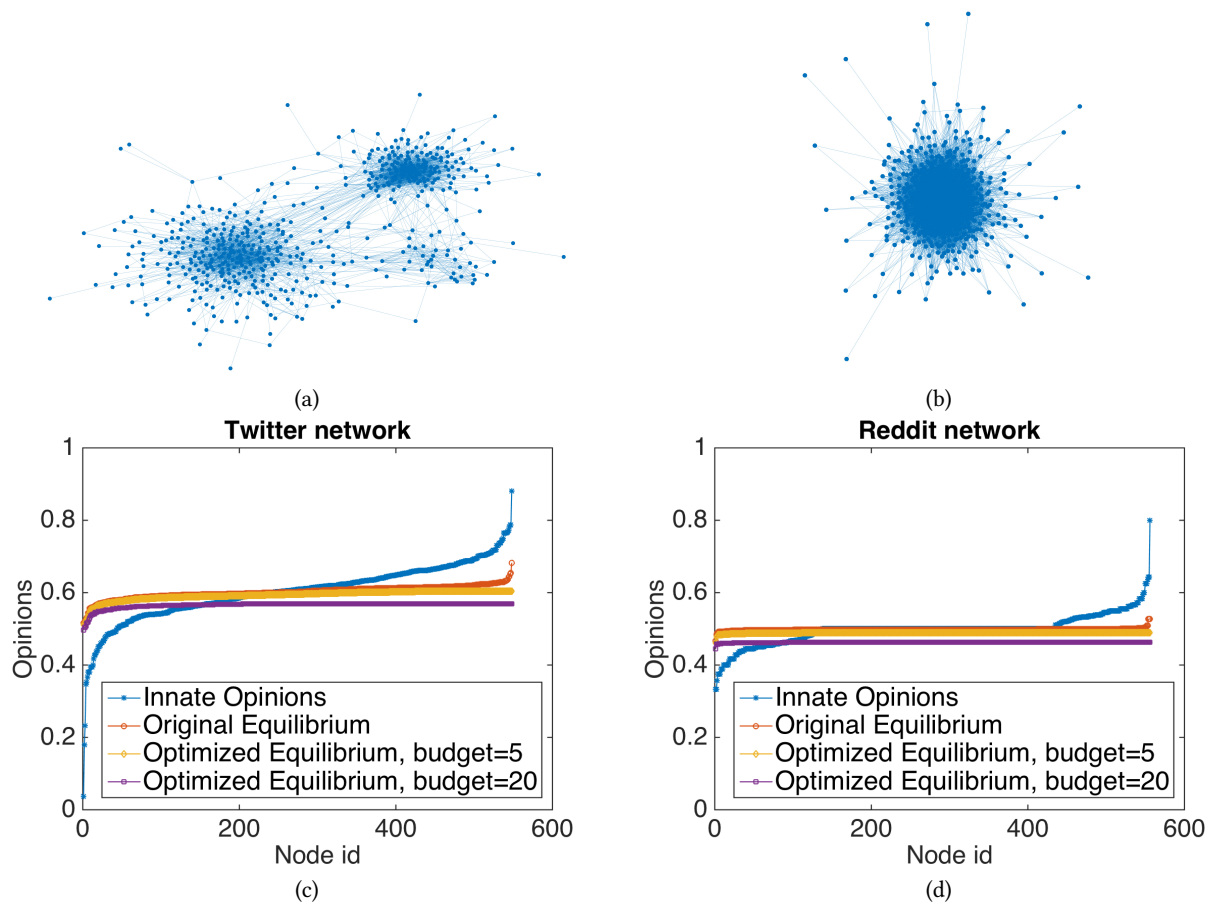 (a)
(b)
Twitter network
1
0.8
0.6
0.4
0.2
0
0
200
400
600
Opinions
Node id
Innate Opinions
Original Equilibrium
Optimized Equilibrium, budget=5
Optimized Equilibrium, budget=20
(c)
Reddit network
1
0.8
0.6
0.4
0.2
0
0
200
400
600
Opinions
Node id
Innate Opinions
Original Equilibrium
Optimized Equilibrium, budget=5
Optimized Equilibrium, budget=20
(d)